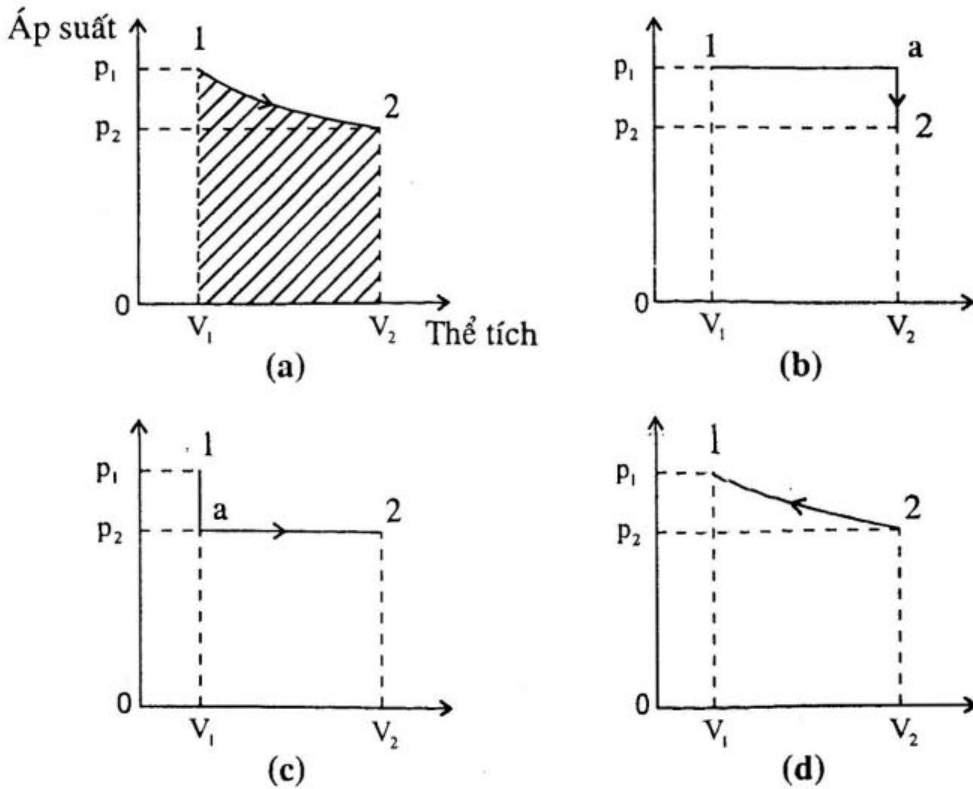 Áp suất
1
p₁
2
p₂
0
V₁
V₂
Thể tích
(a)
1
a
p₁
p₂
2
0
V₁
V₂
(b)
1
p₁
a
2
p₂
0
V₁
V₂
(c)
1
p₁
2
p₂
0
V₁
V₂
(d)